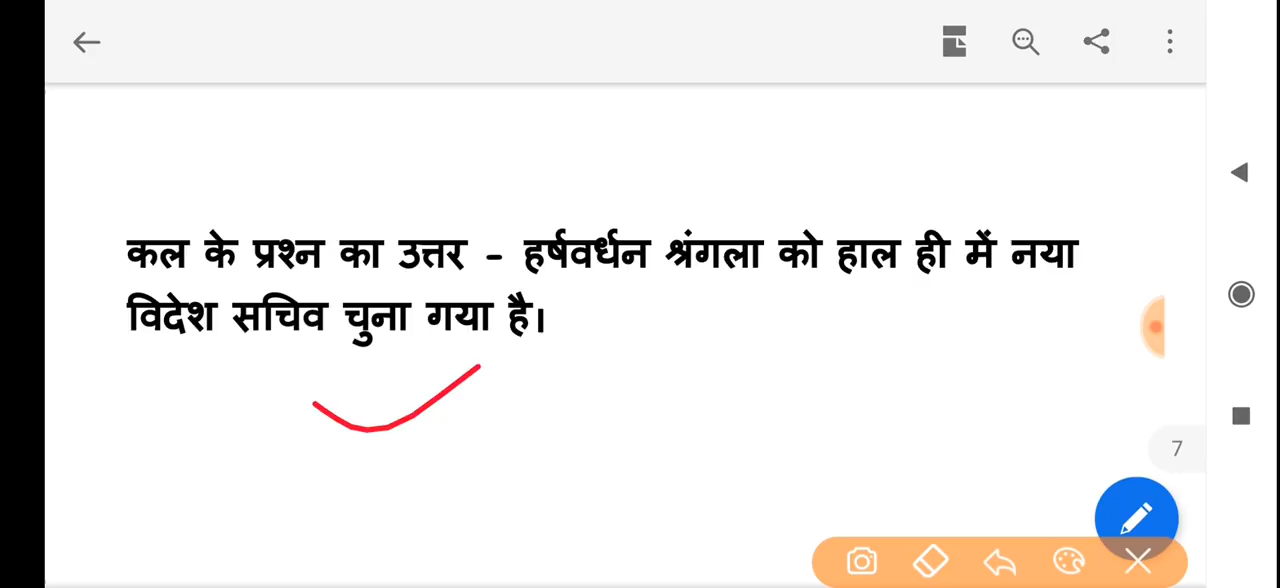 कल के प्रश्न का उत्तर - हर्षवर्धन श्रंगला को हाल ही में नया
विदेश सचिव चुना गया है।
7